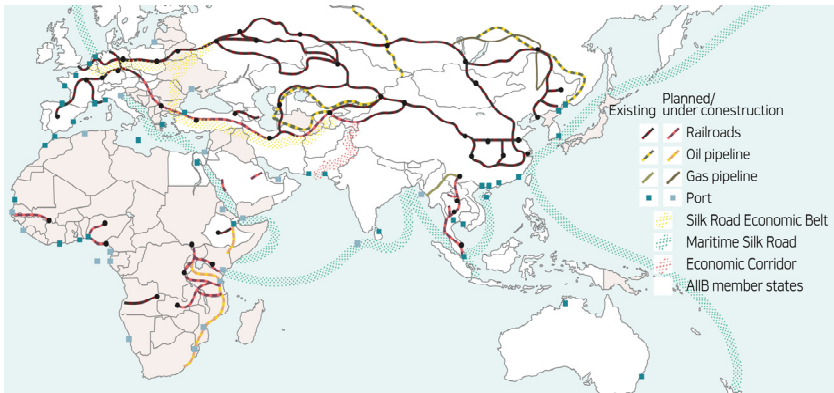 Planned/
Existing under conestruction
Railroads
Oil pipeline
Gas pipeline
Port
Silk Road Economic Belt
Maritime Silk Road
Economic Corridor
AIIB member states